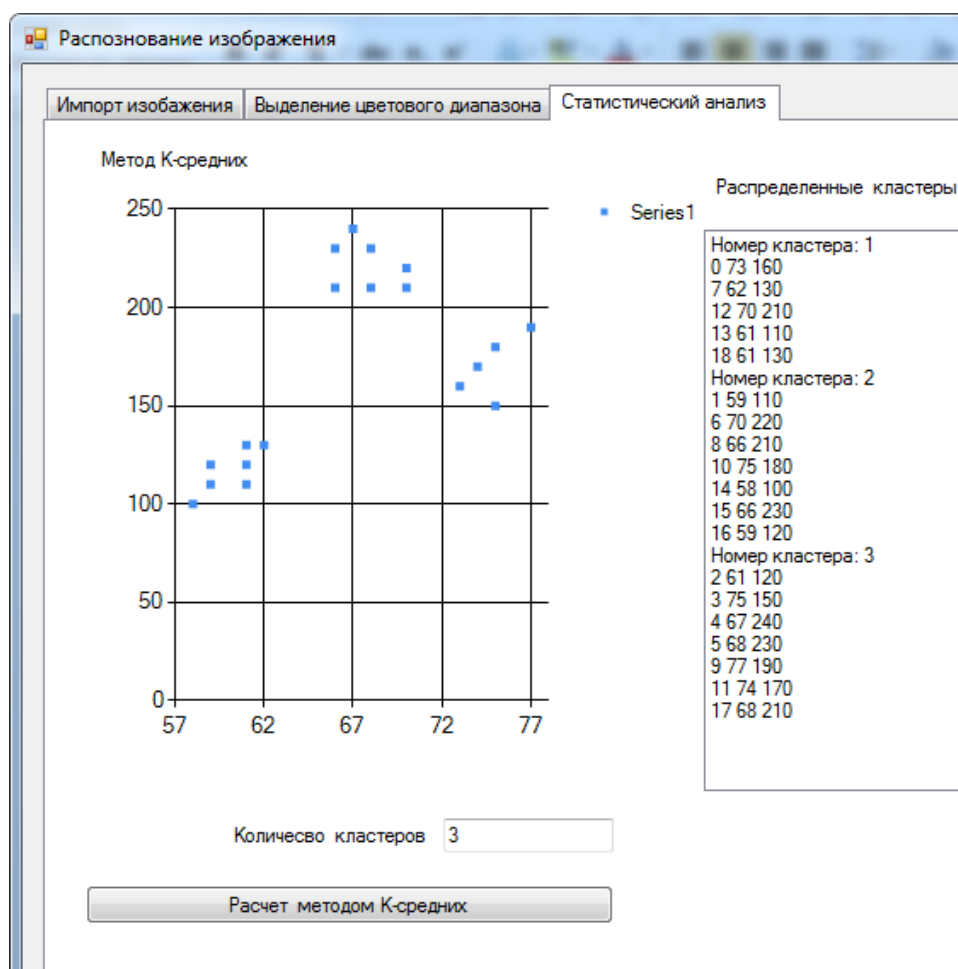 Распознование изображения
Импорт изобажения
Выделение цветового диапазона
Статистический анализ
Метод К-средних
250
200
150
100
50
0
57 62 67 72 77
Series1
Распределенные кластеры
Номер кластера: 1
0 73 160
7 62 130
12 70 210
13 61 110
18 61 130
Номер кластера: 2
1 59 110
6 70 220
8 66 210
10 75 180
14 58 100
15 66 230
16 59 120
Номер кластера: 3
2 61 120
3 75 150
4 67 240
5 68 230
9 77 190
11 74 170
17 68 210
Количесво кластеров 3
Расчет методом К-средних